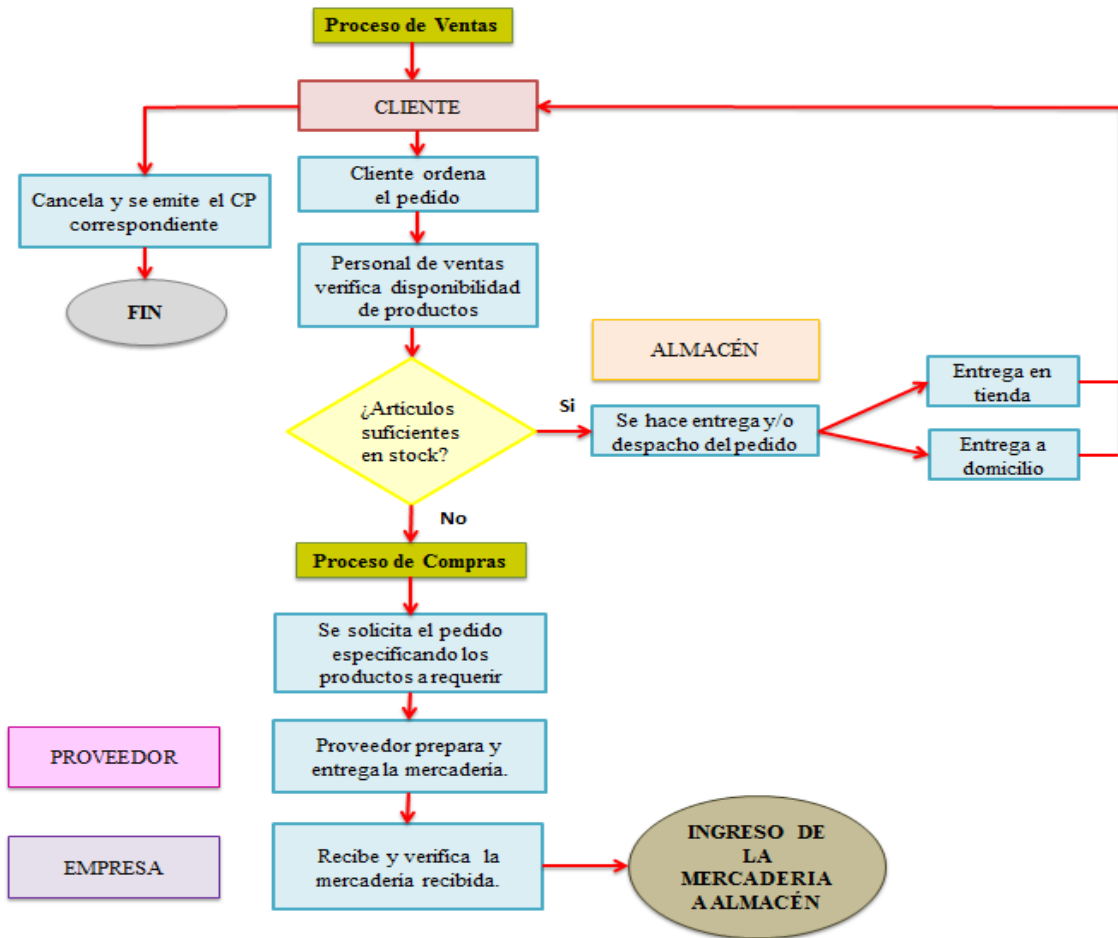 Proceso de Ventas
CLIENTE
Cliente ordena
el pedido
Cancela y se emite el CP
correspondiente
FIN
Personal de ventas
verifica disponibilidad
de productos
ALMACÉN
¿Artículos
suficientes
en stock?
Si
Se hace entrega y/o
despacho del pedido
Entrega en
tienda
Entrega a
domicilio
No
Proceso de Compras
Se solicita el pedido
especificando los
productos a requerir
PROVEEDOR
Proveedor prepara y
entrega la mercadería.
EMPRESA
Recibe y verifica la
mercadería recibida.
INGRESO DE
LA
MERCADERIA
A ALMACÉN